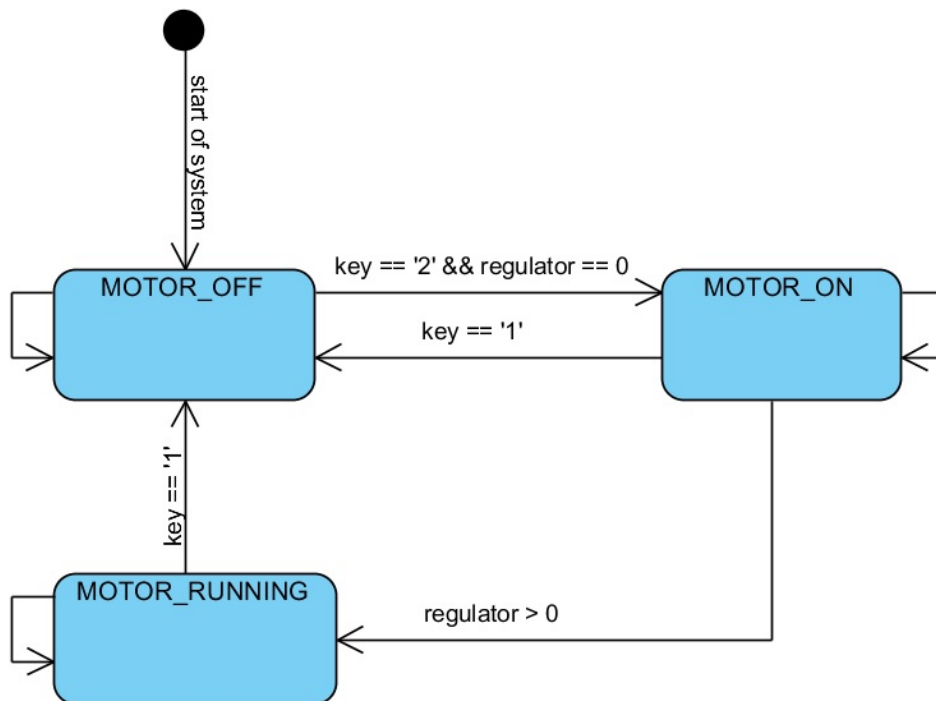 start of system
key == '2' && regulator == 0
MOTOR_OFF
MOTOR_ON
key == '1'
key == '1'
MOTOR_RUNNING
regulator > 0